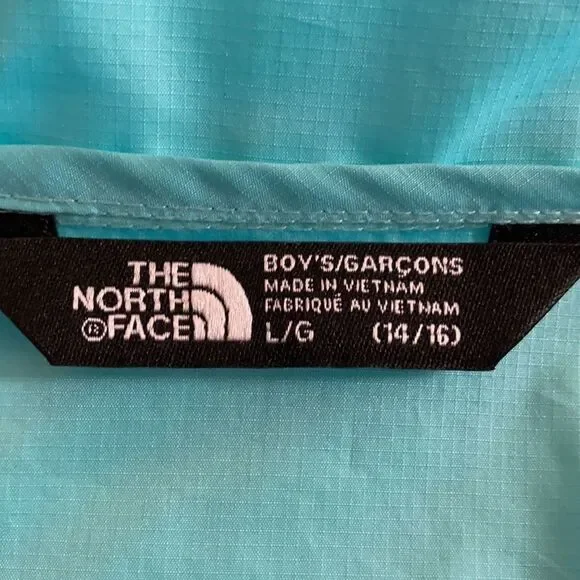 THE
NORTH
®FACE
BOY'S/GARÇONS
MADE IN VIETNAM
FABRIQUÉ AU VIETNAM
L/G (14/16)